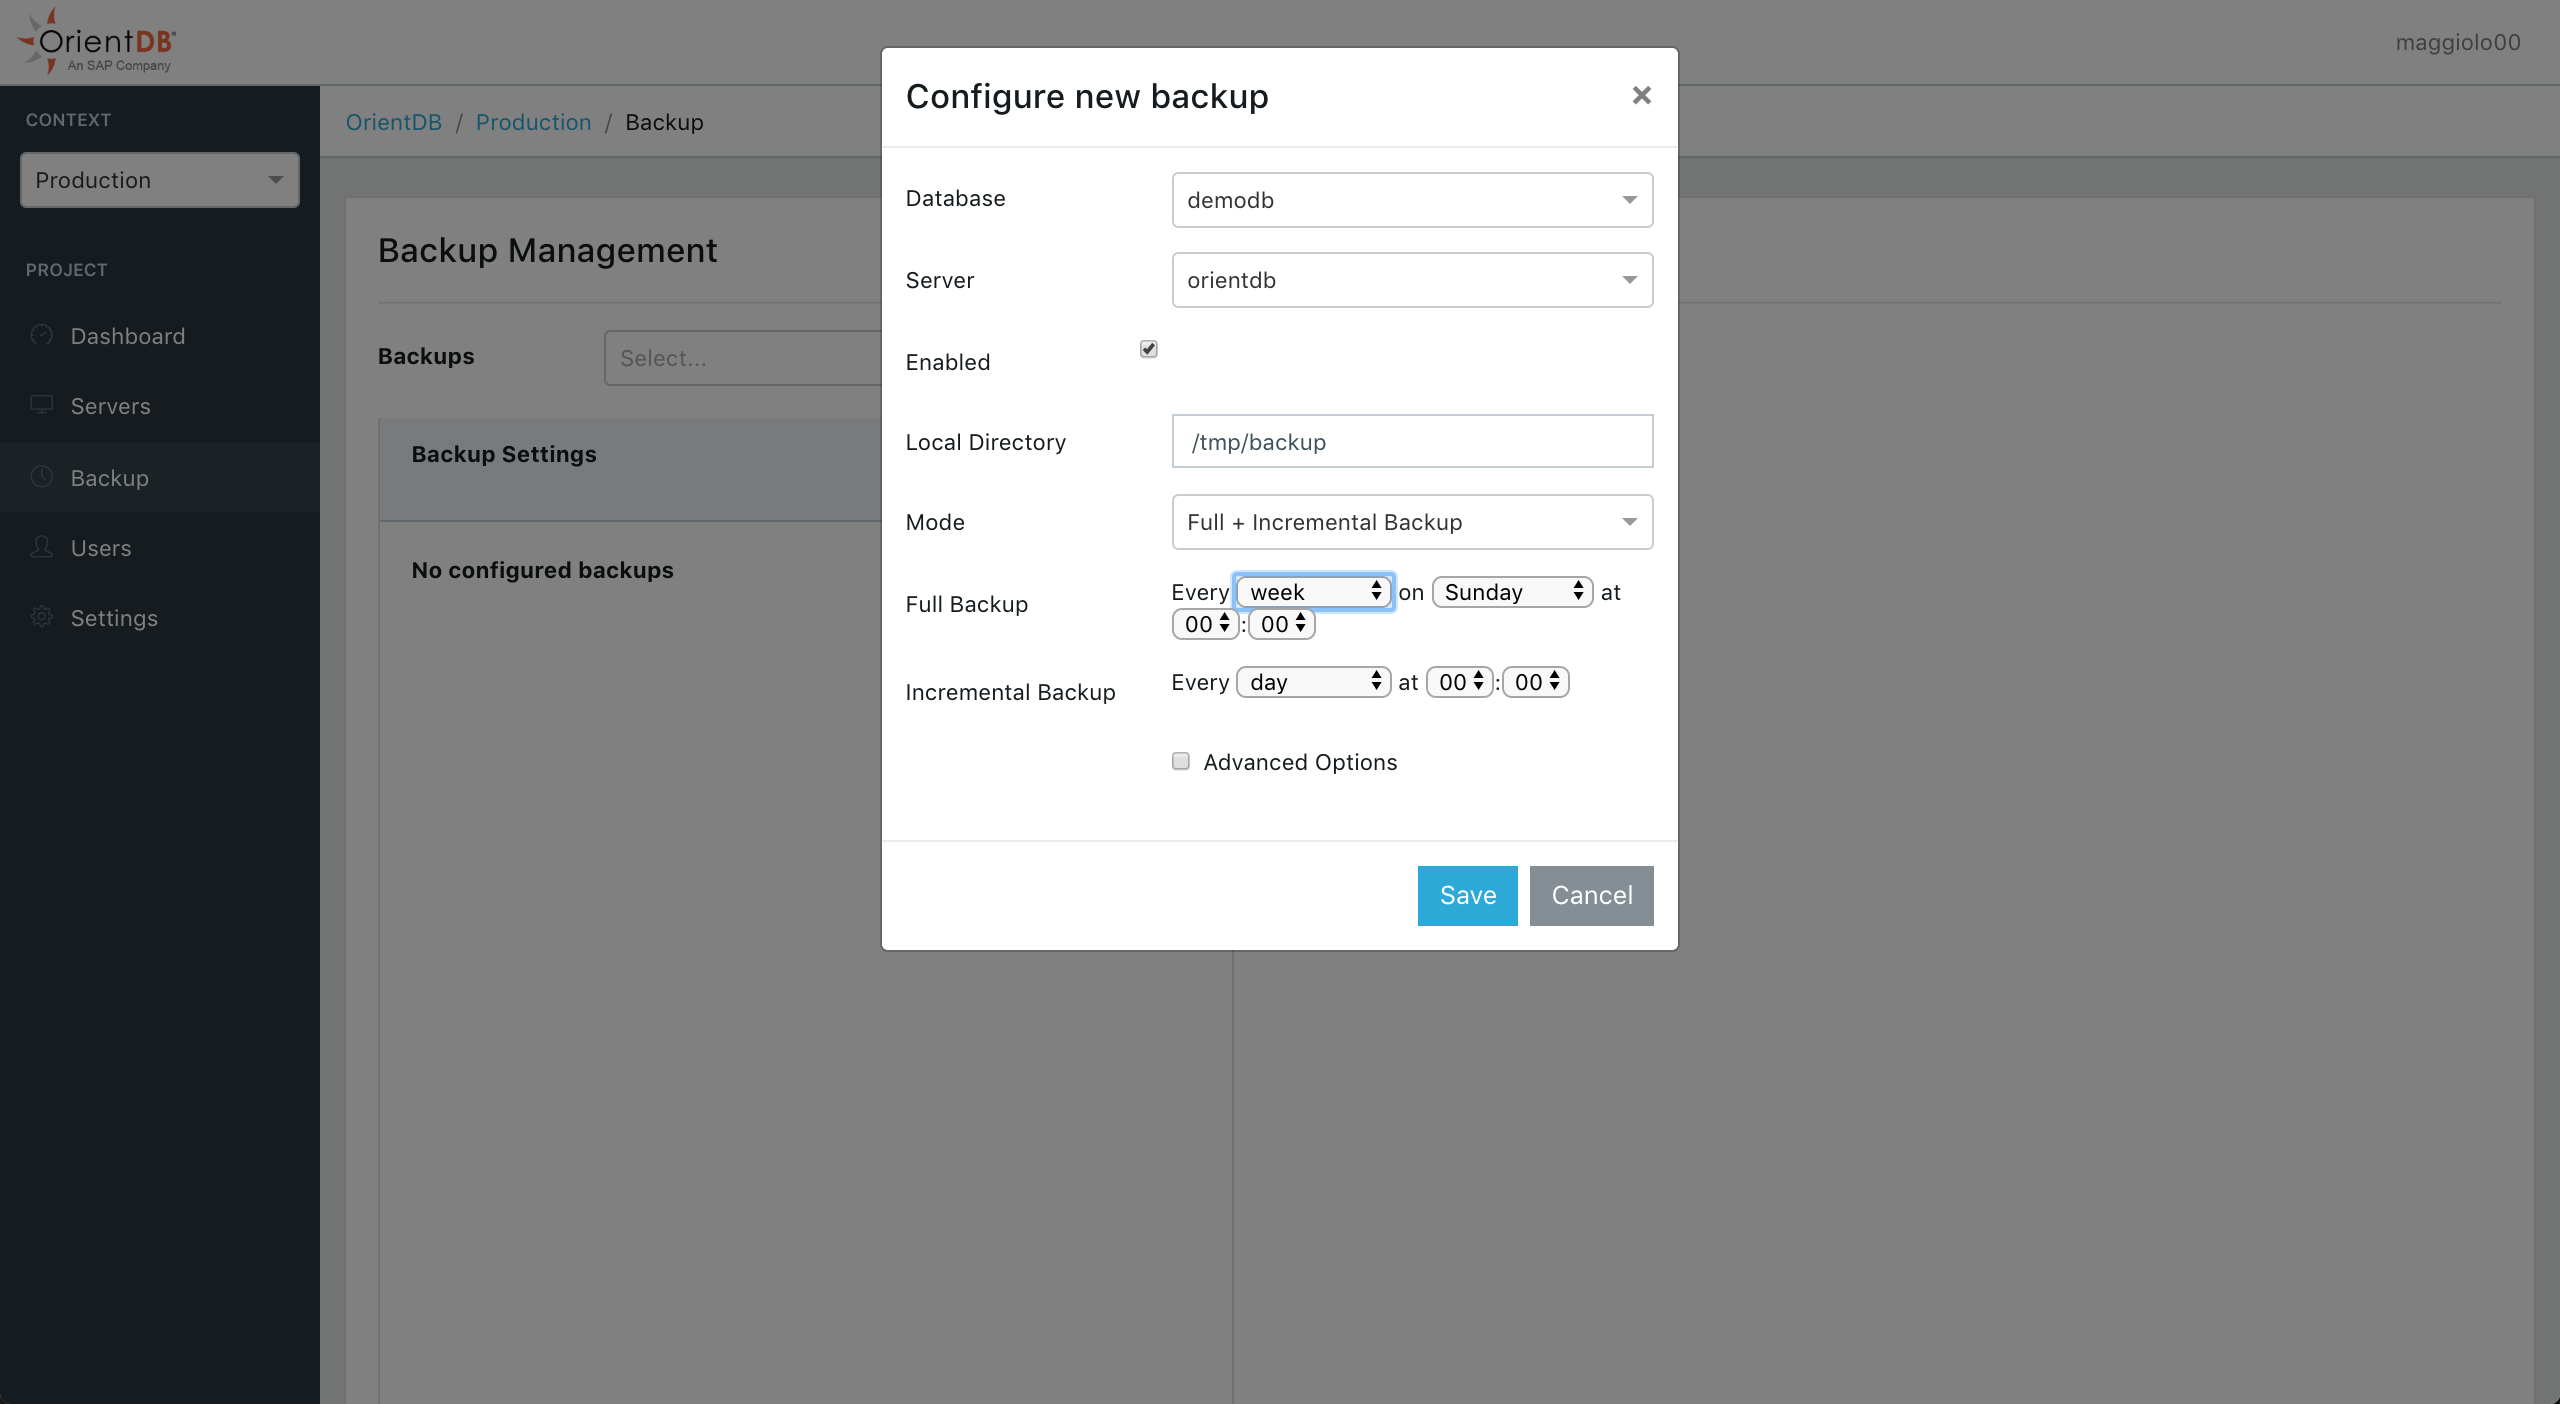 OrientDB
An SAP Company
maggiolo00
CONTEXT
Production
PROJECT
Dashboard
Servers
Backup
Users
Settings
OrientDB / Production / Backup
Backup Management
Backups Select...
Backup Settings
No configured backups
Configure new backup ×
Database demodb
Server orientdb
Enabled
Local Directory /tmp/backup
Mode Full + Incremental Backup
Full Backup Every week on Sunday at
00 : 00
Incremental Backup Every day at 00 : 00
Advanced Options
Save Cancel